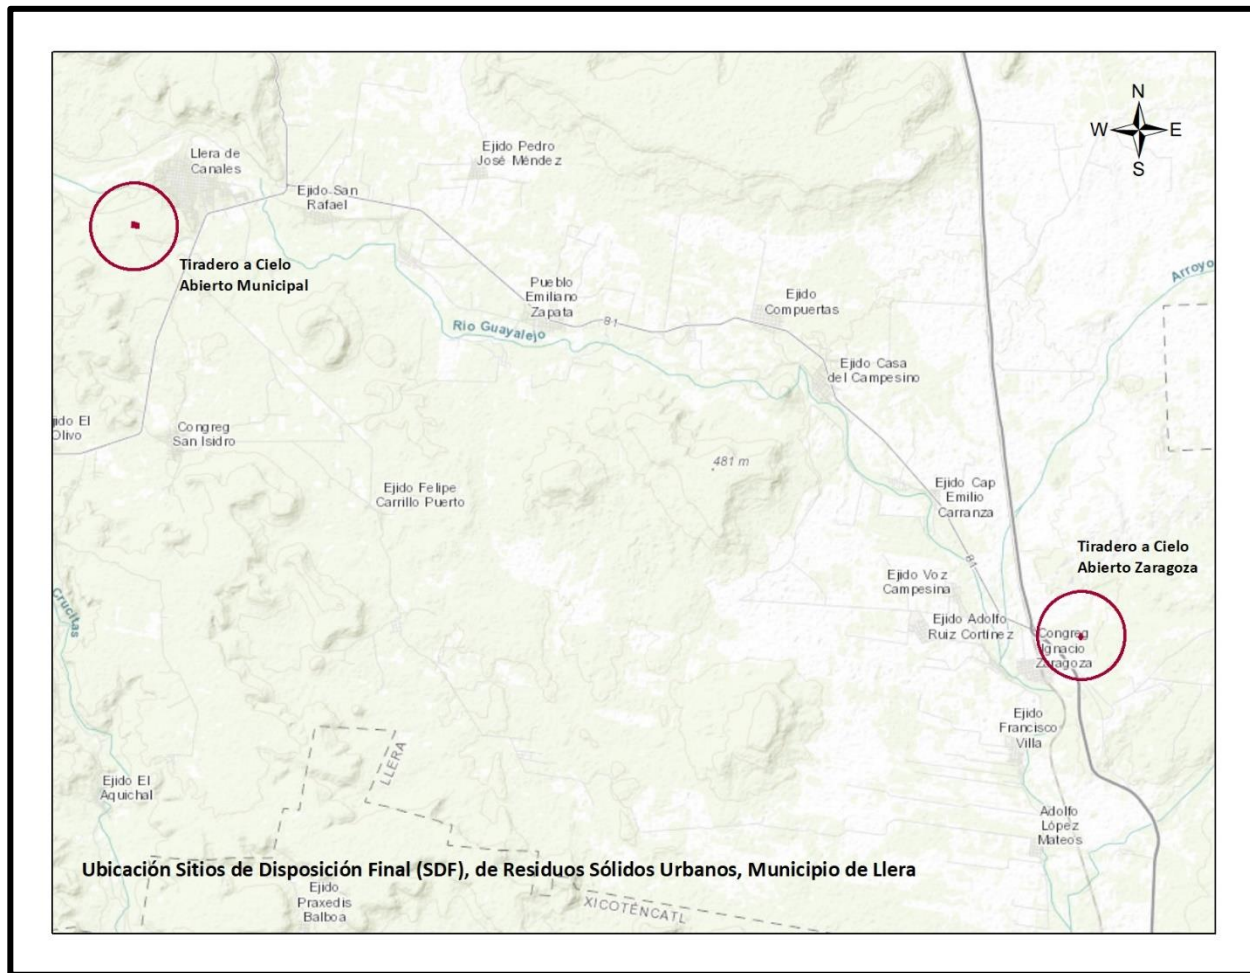 N
W
E
S
Llera de
Canales
Ejido Pedro
José Méndez
Ejido San
Rafael
Tiradero a Cielo
Abierto Municipal
Arroyo
Pueblo
Emiliano
Zapata
81
Río Guayalejo
Ejido
Compuertas
Ejido Casa
del Campesino
jido El
Olivo
Congreg
San Isidro
481 m
Ejido Felipe
Carrillo Puerto
Ejido Cap
Emilio
Carranza
Tiradero a Cielo
Abierto Zaragoza
81
Ejido Voz
Campesina
Ejido Adolfo
Ruiz Cortínez
Congreg
Ignacio
Zaragoza
Crucitas
Ejido
Francisco
Villa
LLERA
Ejido El
Aquichal
Adolfo
López
Mateos
Ubicación Sitios de Disposición Final (SDF), de Residuos Sólidos Urbanos, Municipio de Llera
Ejido
Praxedis
Balboa
XICOTÉNCATL